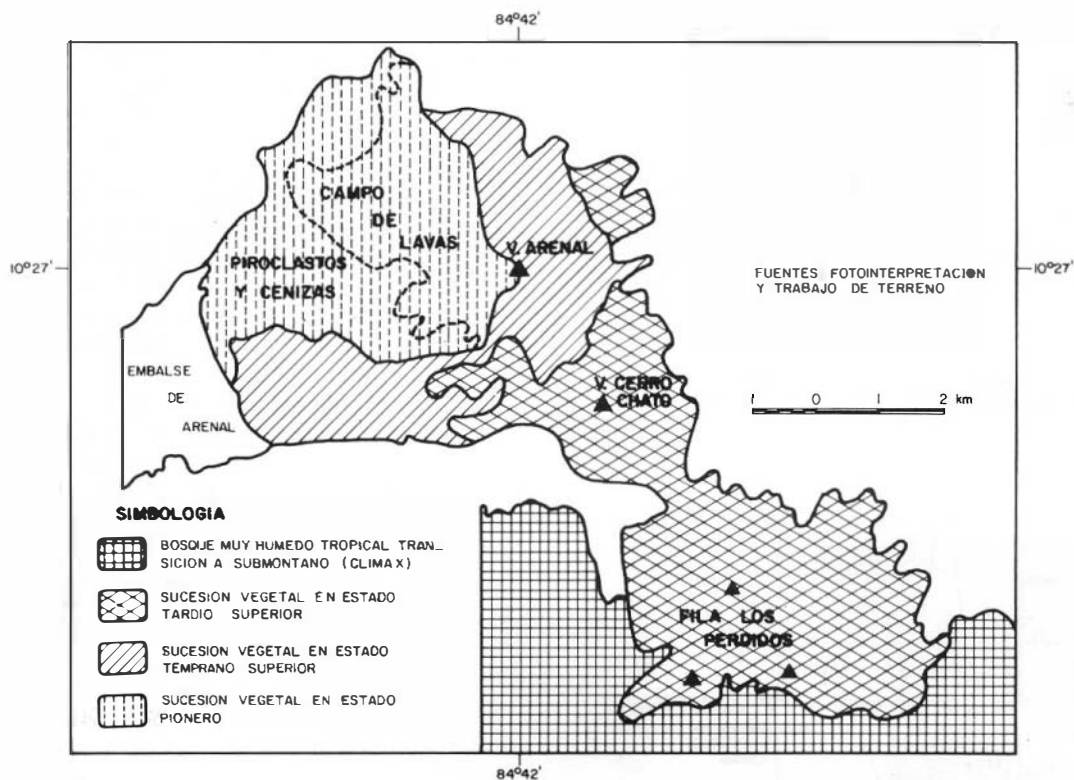 84°42'
CAMPO
DE
LAVAS
V. ARENAL
PIROCLASTOS
Y CENIZAS
10°27'
10°27'
FUENTES FOTOINTERPRETACION
Y TRABAJO DE TERRENO
EMBALSE
DE
ARENAL
V. CERRO
CHATO
1 0 1 2 km
SIMBOLOGIA
BOSQUE MUY HUMEDO TROPICAL TRAN_
SICION A SUBMONTANO (CLIMAX)
SUCESION VEGETAL EN ESTADO
TARDIO SUPERIOR
SUCESION VEGETAL EN ESTADO
TEMPRANO SUPERIOR
SUCESION VEGETAL EN ESTADO
PIONERO
FILA LOS
PERDIDOS
84°42'